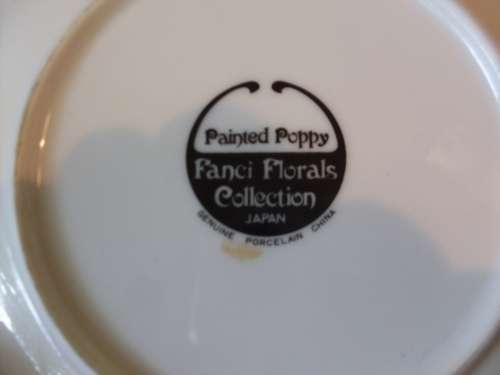 Painted Poppy
Fanci Florals
Collection
JAPAN
GENUINE PORCELAIN CHINA